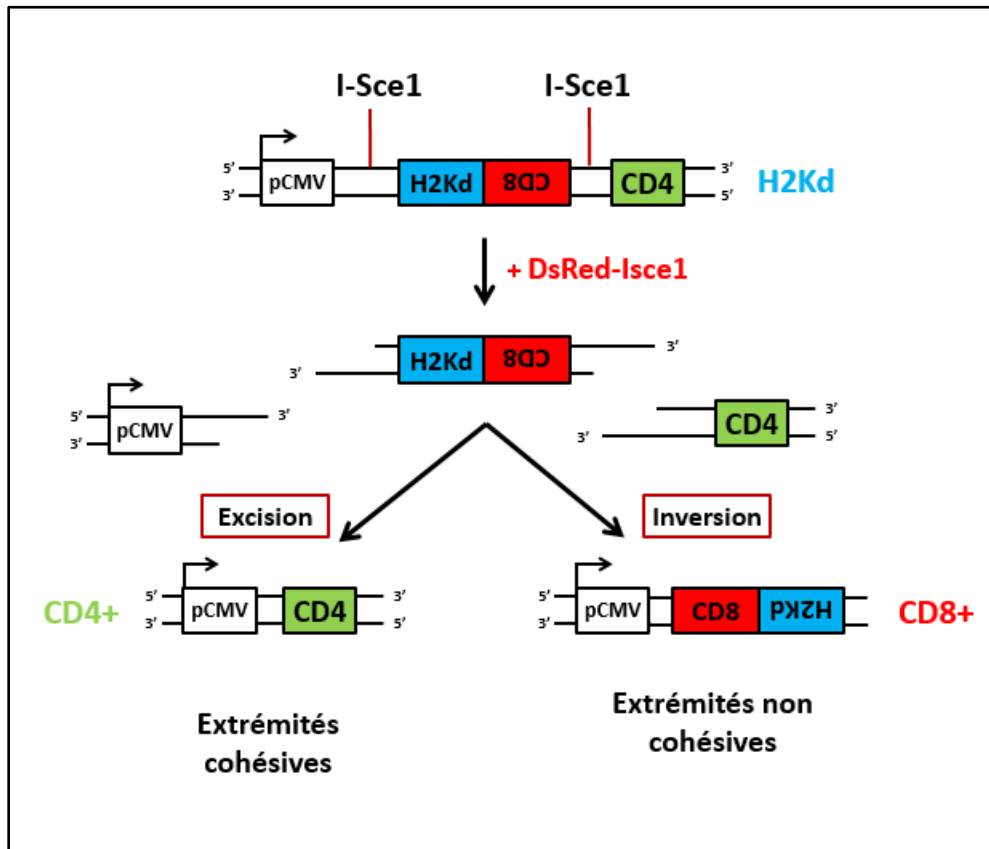 I-Sce1 I-Sce1
5' 3'
pCMV H2Kd CD8 CD4 H2Kd
3' 5'
+ DsRed-Isce1
H2Kd CD8 3'
3'
5' 3' 3'
pCMV CD4
3' 3' 5'
Excision Inversion
5' 3' 5'
CD4+ pCMV CD4 pCMV CD8 H2Kd CD8+
3' 5' 3'
Extrémités Extrémités non
cohésives cohésives